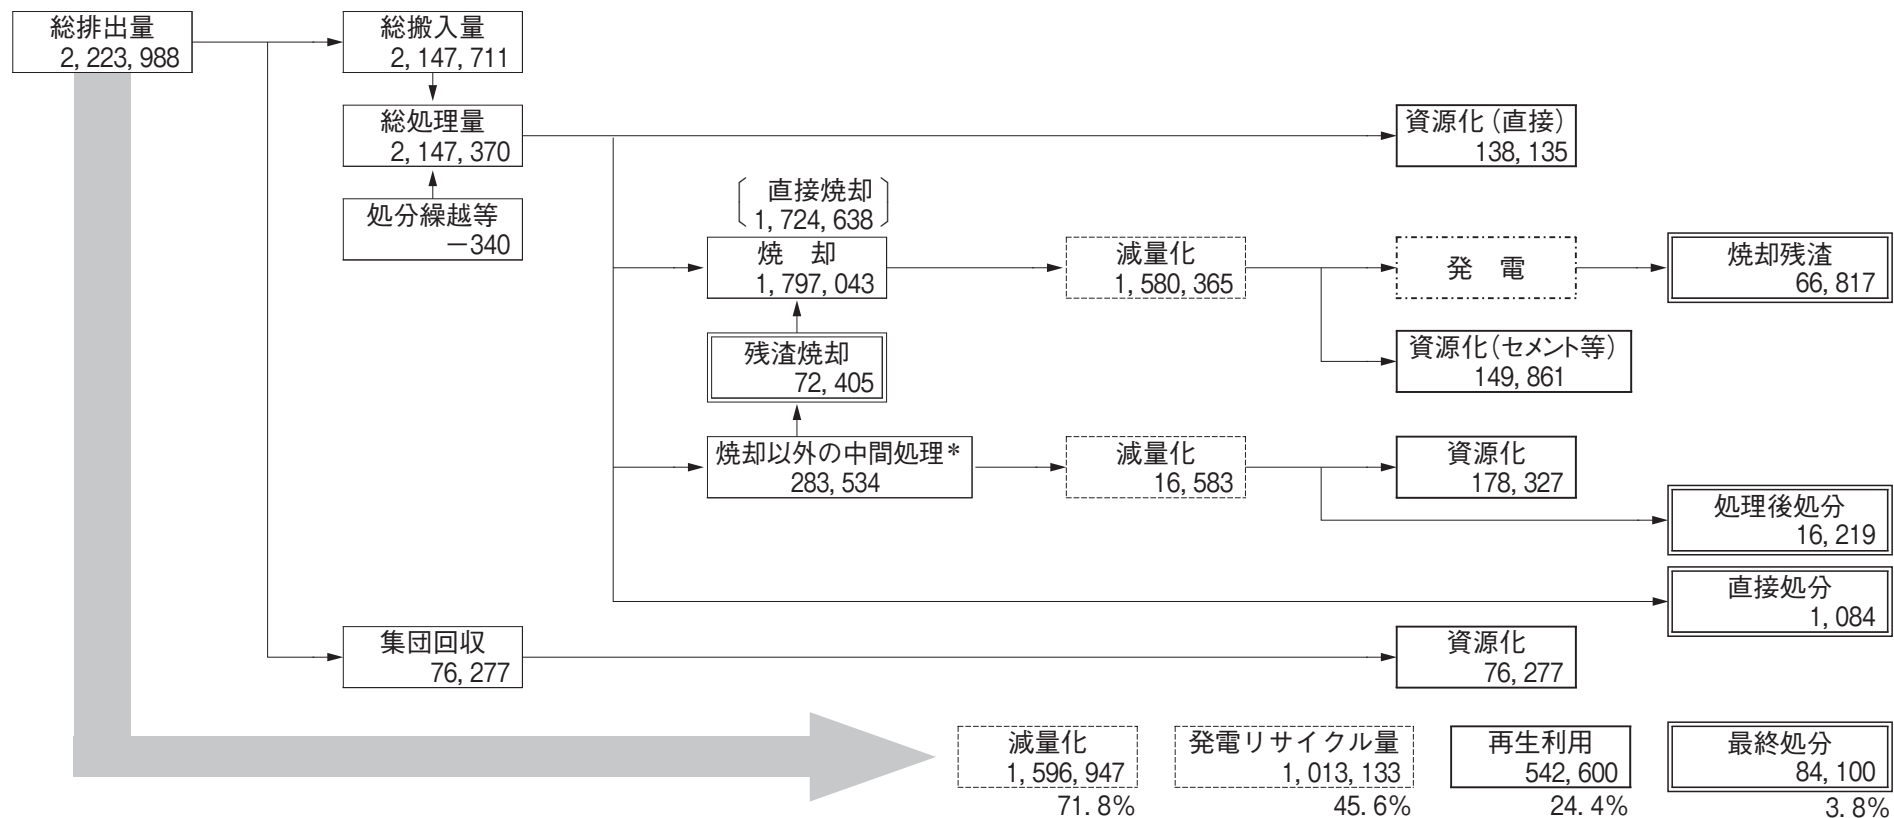 総排出量
2,223,988
総搬入量
2,147,711
総処理量
2,147,370
処分繰越等
−340
資源化(直接)
138,135
〔直接焼却
1,724,638〕
焼 却
1,797,043
減量化
1,580,365
発 電
焼却残渣
66,817
残渣焼却
72,405
資源化(セメント等)
149,861
焼却以外の中間処理*
283,534
減量化
16,583
資源化
178,327
処理後処分
16,219
直接処分
1,084
集団回収
76,277
資源化
76,277
減量化
1,596,947
71.8%
発電リサイクル量
1,013,133
45.6%
再生利用
542,600
24.4%
最終処分
84,100
3.8%